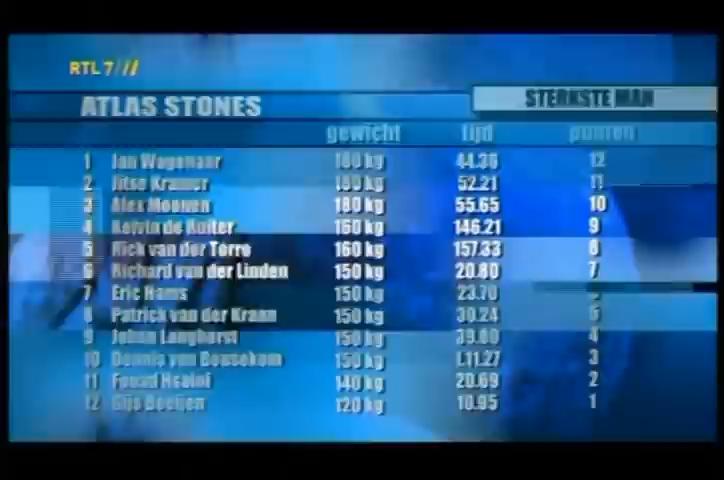 RTL 7
ATLAS STONES
STERKSTE MAN
gewicht tijd punten
1 Jan Wagenaar 180 kg 44.36 12
2 Jitse Kramer 180 kg 52.21 11
3 Alex Moonen 180 kg 55.65 10
4 Kelvin de Ruiter 160 kg 146.21 9
5 Rick van der Torre 160 kg 157.33 8
6 Richard van der Linden 150 kg 20.80 7
7 Eric Hams 150 kg 23.70
8 Patrick van der Kraan 150 kg 30.24 5
9 Johan Langhorst 150 kg 39.80 4
10 Dennis van Beusekom 150 kg 1.11.27 3
11 Fouad Hsaini 140 kg 20.69 2
12 Gijs Boeijen 120 kg 10.95 1